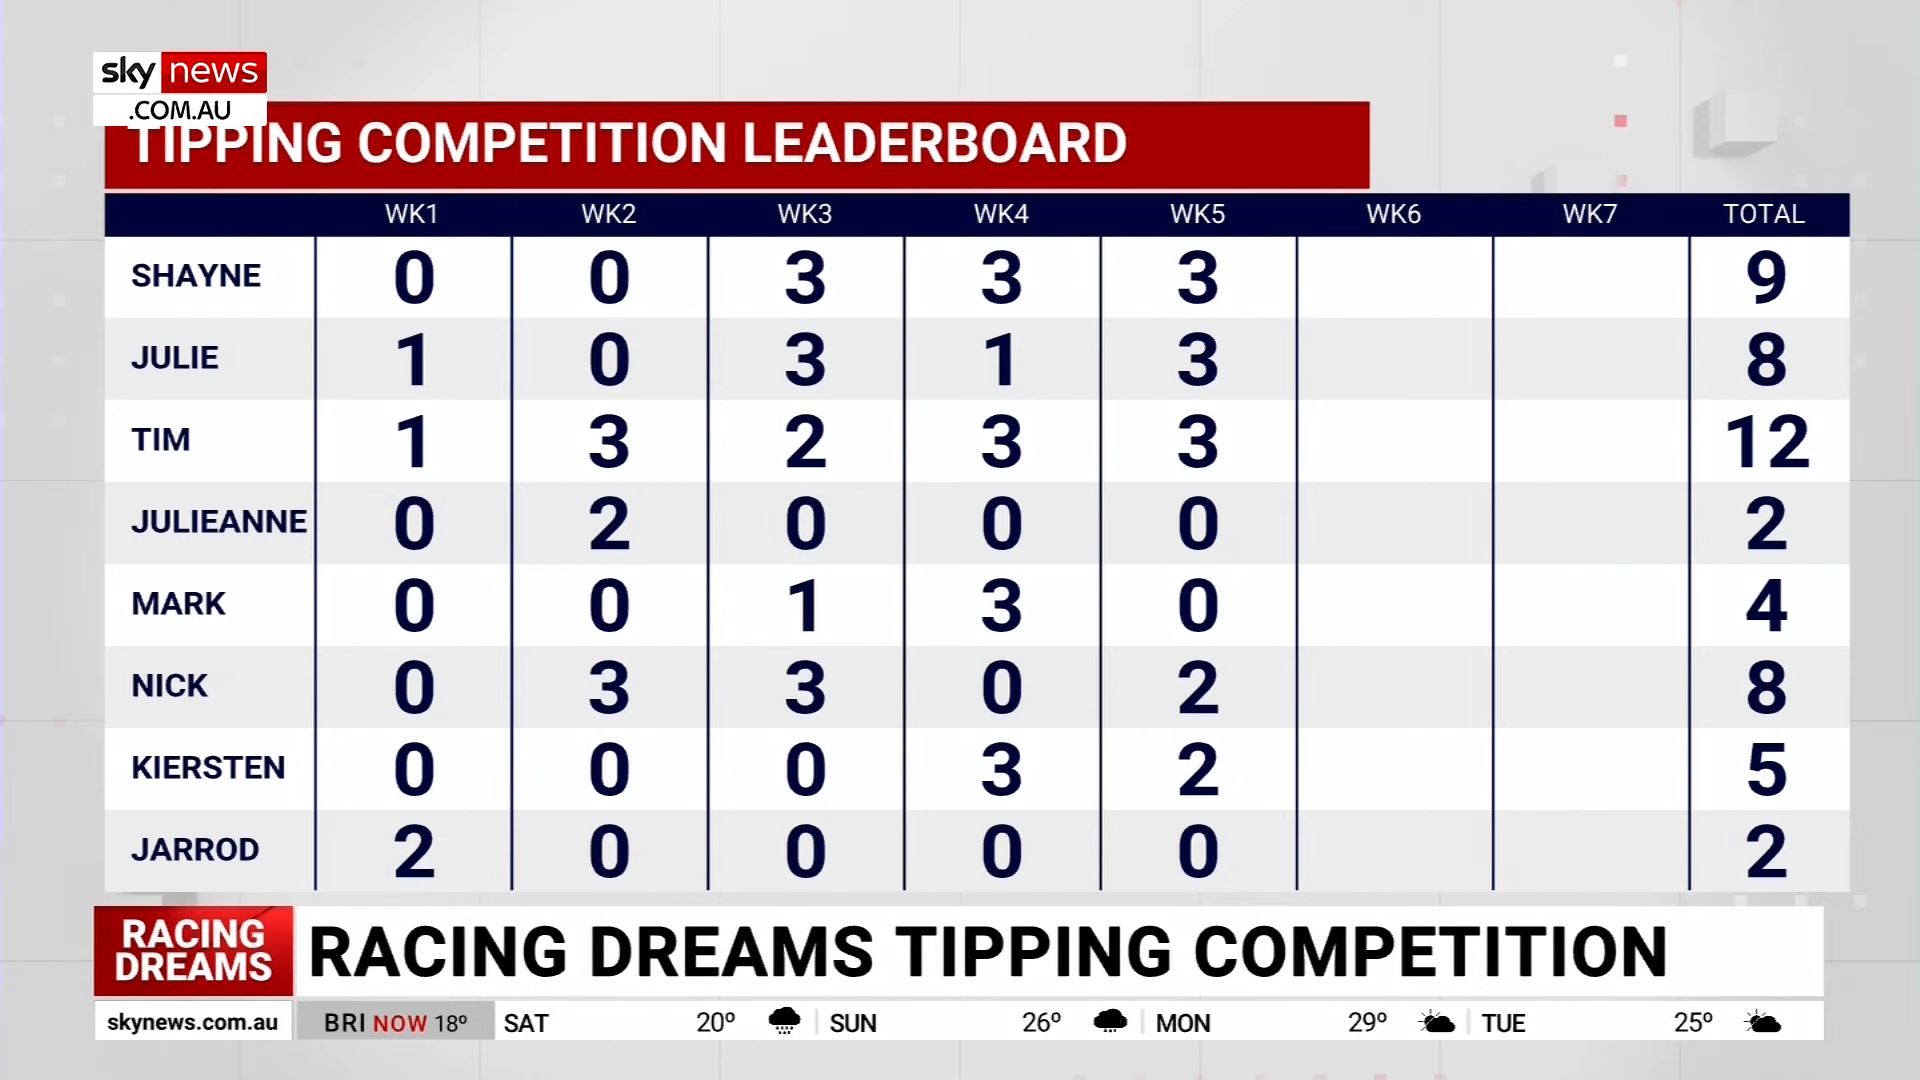 sky news
.COM.AU
TIPPING COMPETITION LEADERBOARD
WK1 WK2 WK3 WK4 WK5 WK6 WK7 TOTAL
SHAYNE 0 0 3 3 3 9
JULIE 1 0 3 1 3 8
TIM 1 3 2 3 3 12
JULIEANNE 0 2 0 0 0 2
MARK 0 0 1 3 0 4
NICK 0 3 3 0 2 8
KIERSTEN 0 0 0 3 2 5
JARROD 2 0 0 0 0 2
RACING
DREAMS
RACING DREAMS TIPPING COMPETITION
skynews.com.au BRI NOW 18º SAT 20º SUN 26º MON 29º TUE 25º